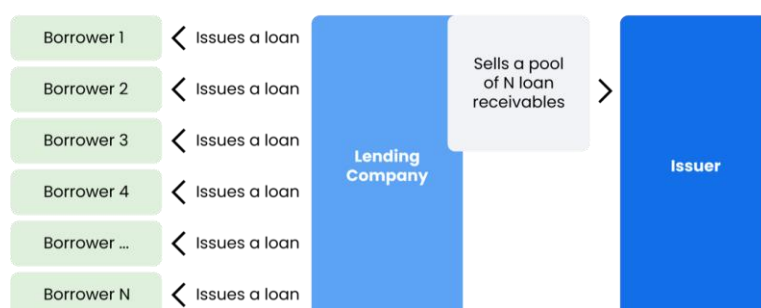 Borrower 1
Issues a loan
Borrower 2
Issues a loan
Borrower 3
Issues a loan
Borrower 4
Issues a loan
Borrower ...
Issues a loan
Borrower N
Issues a loan
Lending
Company
Sells a pool
of N loan
receivables
Issuer